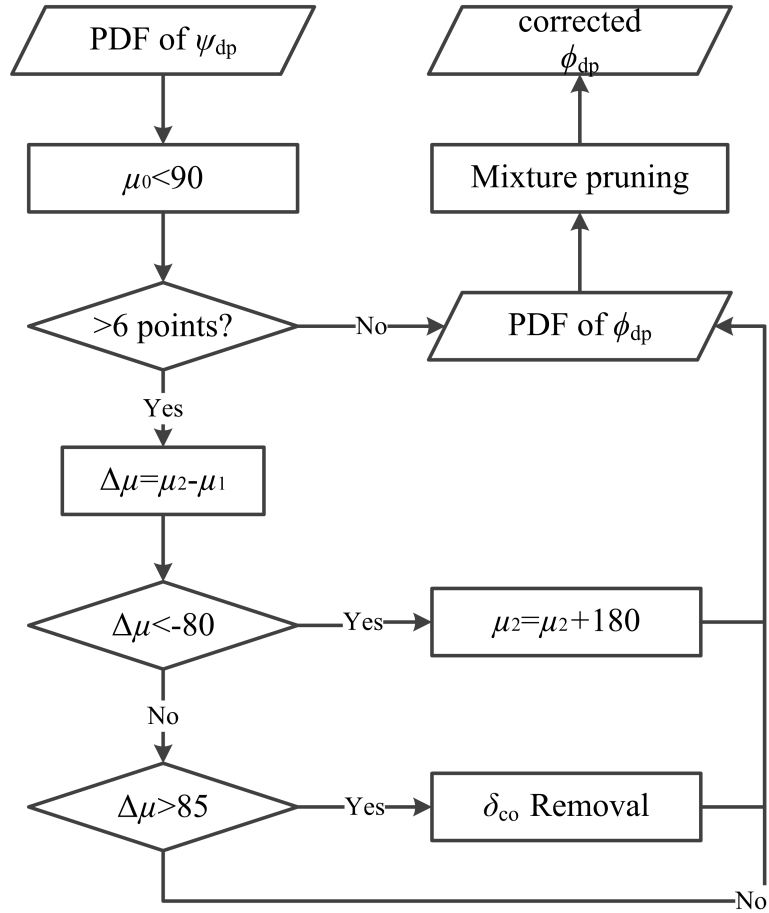 PDF of ψdp
corrected
ϕdp
μ0<90
Mixture pruning
>6 points?
No
PDF of ϕdp
Yes
Δμ=μ2-μ1
Δμ<-80
Yes
μ2=μ2+180
No
Δμ>85
Yes
δco Removal
No